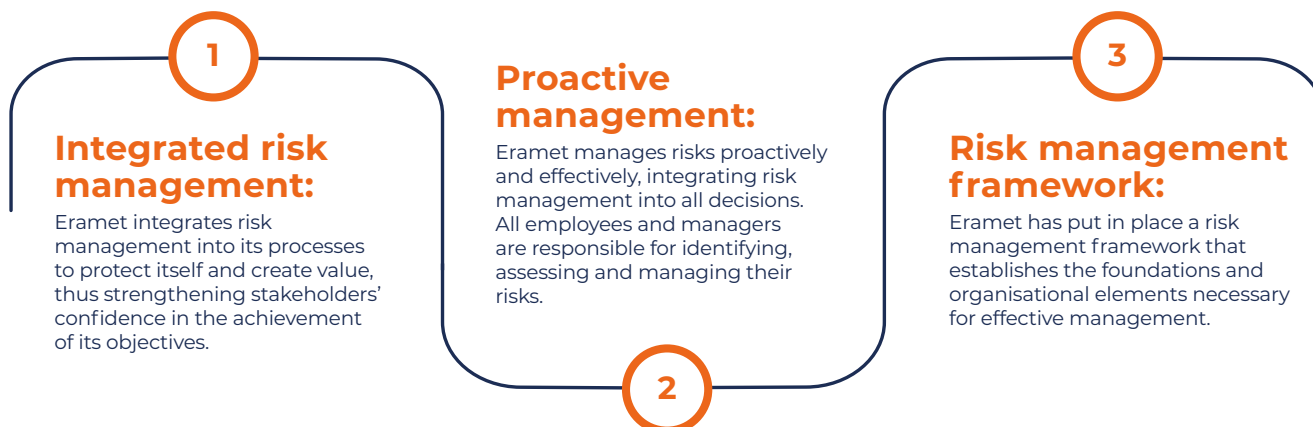 1
Integrated risk
management:
Eramet integrates risk
management into its processes
to protect itself and create value,
thus strengthening stakeholders’
confidence in the achievement
of its objectives.
Proactive
management:
Eramet manages risks proactively
and effectively, integrating risk
management into all decisions.
All employees and managers
are responsible for identifying,
assessing and managing their
risks.
2
3
Risk management
framework:
Eramet has put in place a risk
management framework that
establishes the foundations and
organisational elements necessary
for effective management.